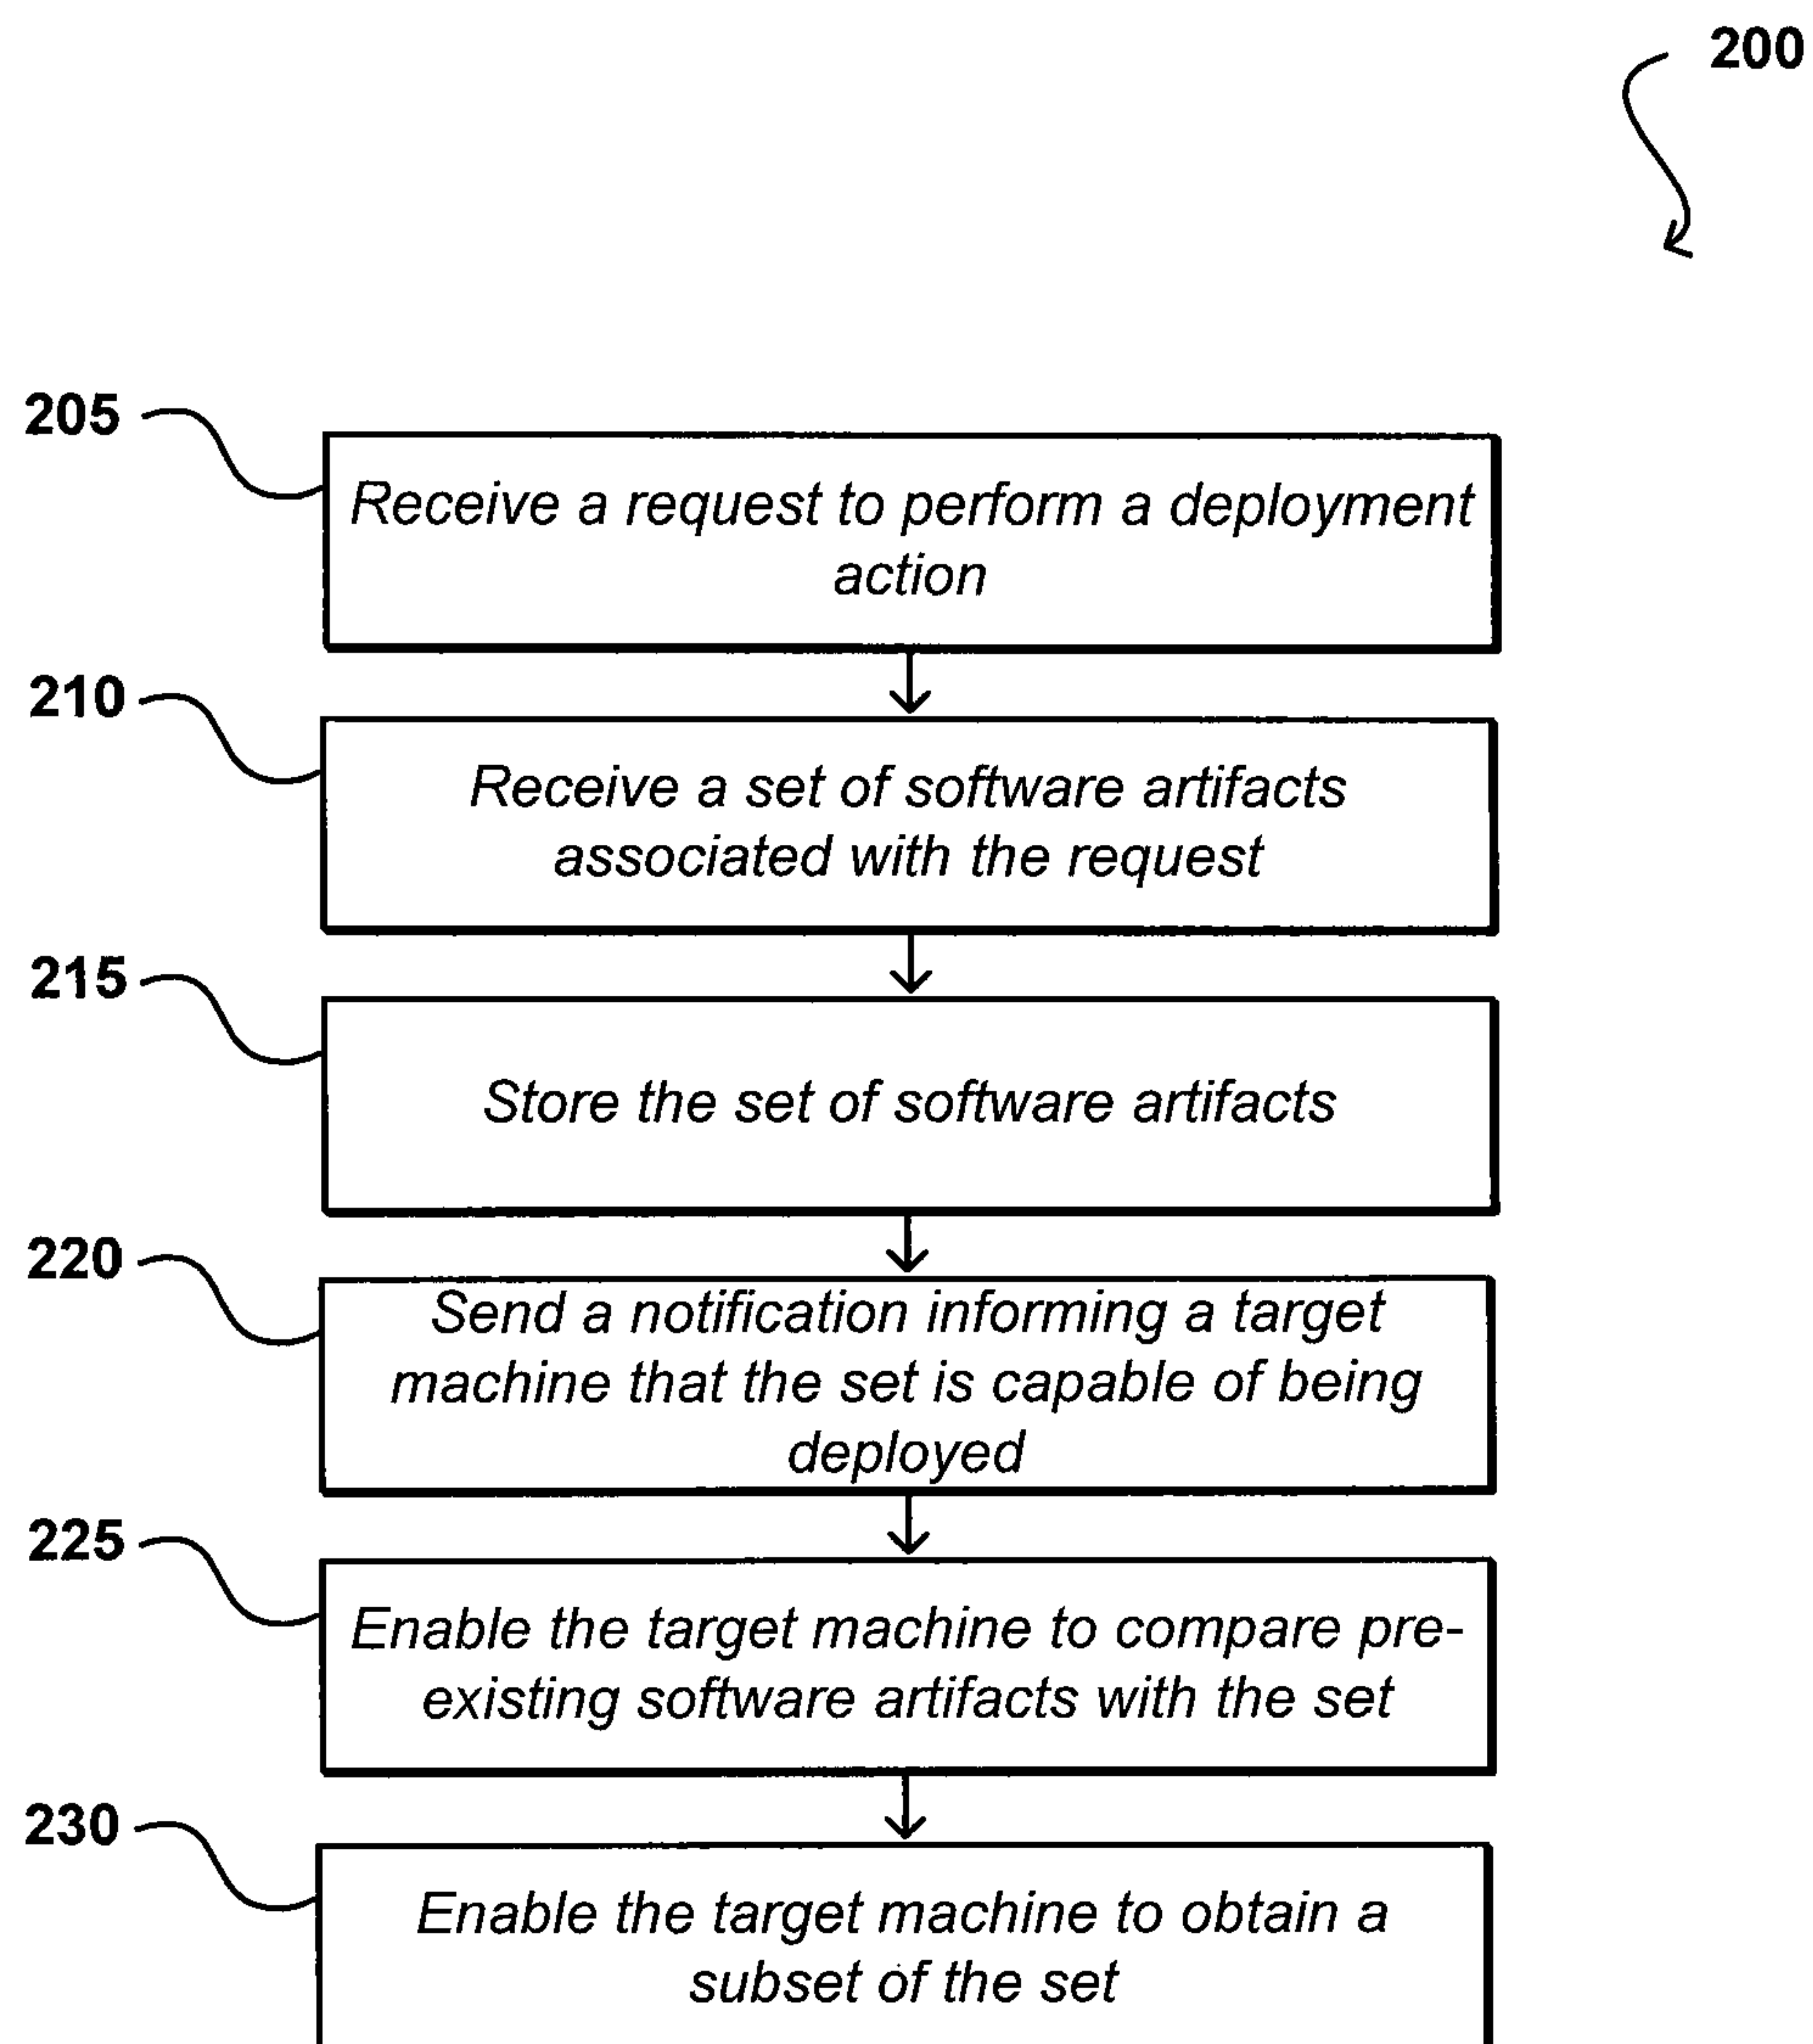 200
205
Receive a request to perform a deployment
action
210
Receive a set of software artifacts
associated with the request
215
Store the set of software artifacts
220
Send a notification informing a target
machine that the set is capable of being
deployed
225
Enable the target machine to compare pre-
existing software artifacts with the set
230
Enable the target machine to obtain a
subset of the set